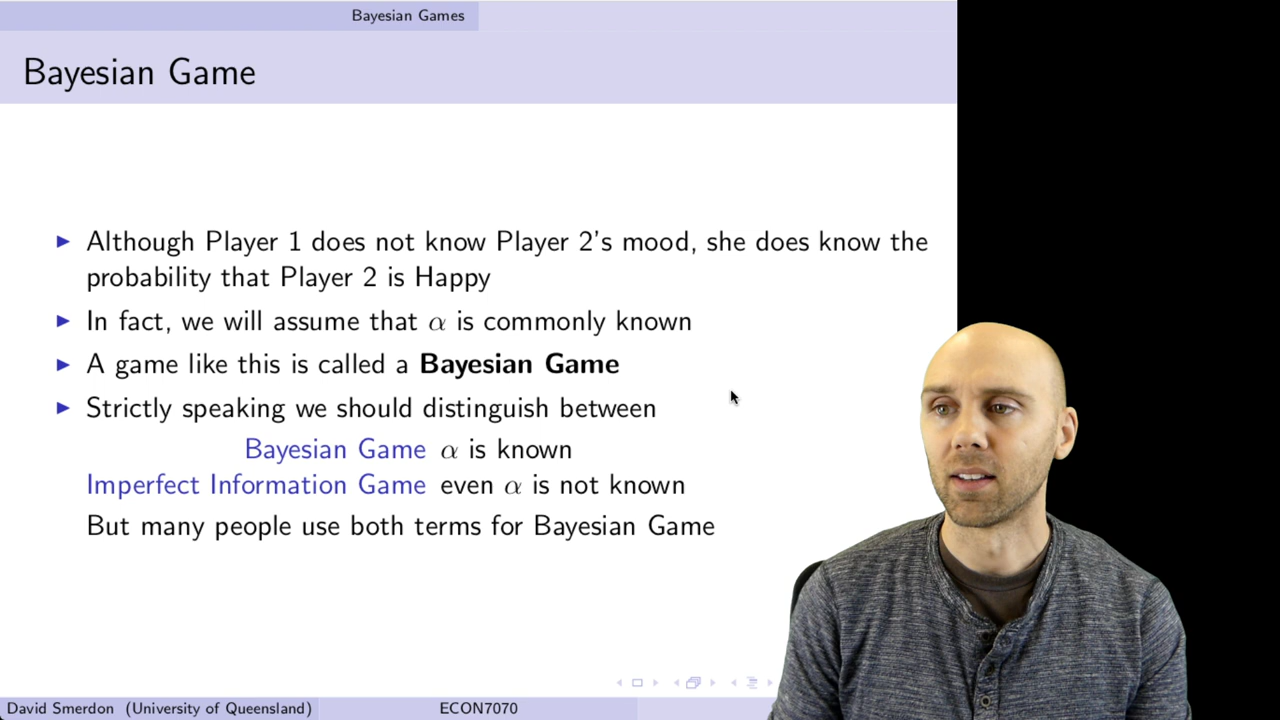 Bayesian Games
Bayesian Game
Although Player 1 does not know Player 2's mood, she does know the
probability that Player 2 is Happy
In fact, we will assume that α is commonly known
A game like this is called a Bayesian Game
Strictly speaking we should distinguish between
Bayesian Game α is known
Imperfect Information Game even α is not known
But many people use both terms for Bayesian Game
David Smerdon (University of Queensland) ECON7070